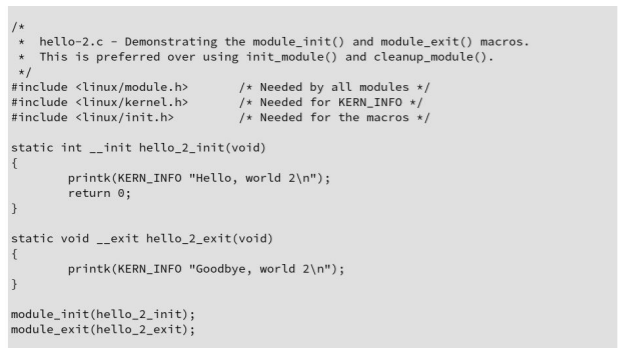 /*
 *  hello-2.c – Demonstrating the module_init() and module_exit() macros.
 *  This is preferred over using init_module() and cleanup_module().
 */
#include <linux/module.h>       /* Needed by all modules */
#include <linux/kernel.h>       /* Needed for KERN_INFO */
#include <linux/init.h>         /* Needed for the macros */

static int __init hello_2_init(void)
{
        printk(KERN_INFO "Hello, world 2\n");
        return 0;
}

static void __exit hello_2_exit(void)
{
        printk(KERN_INFO "Goodbye, world 2\n");
}

module_init(hello_2_init);
module_exit(hello_2_exit);